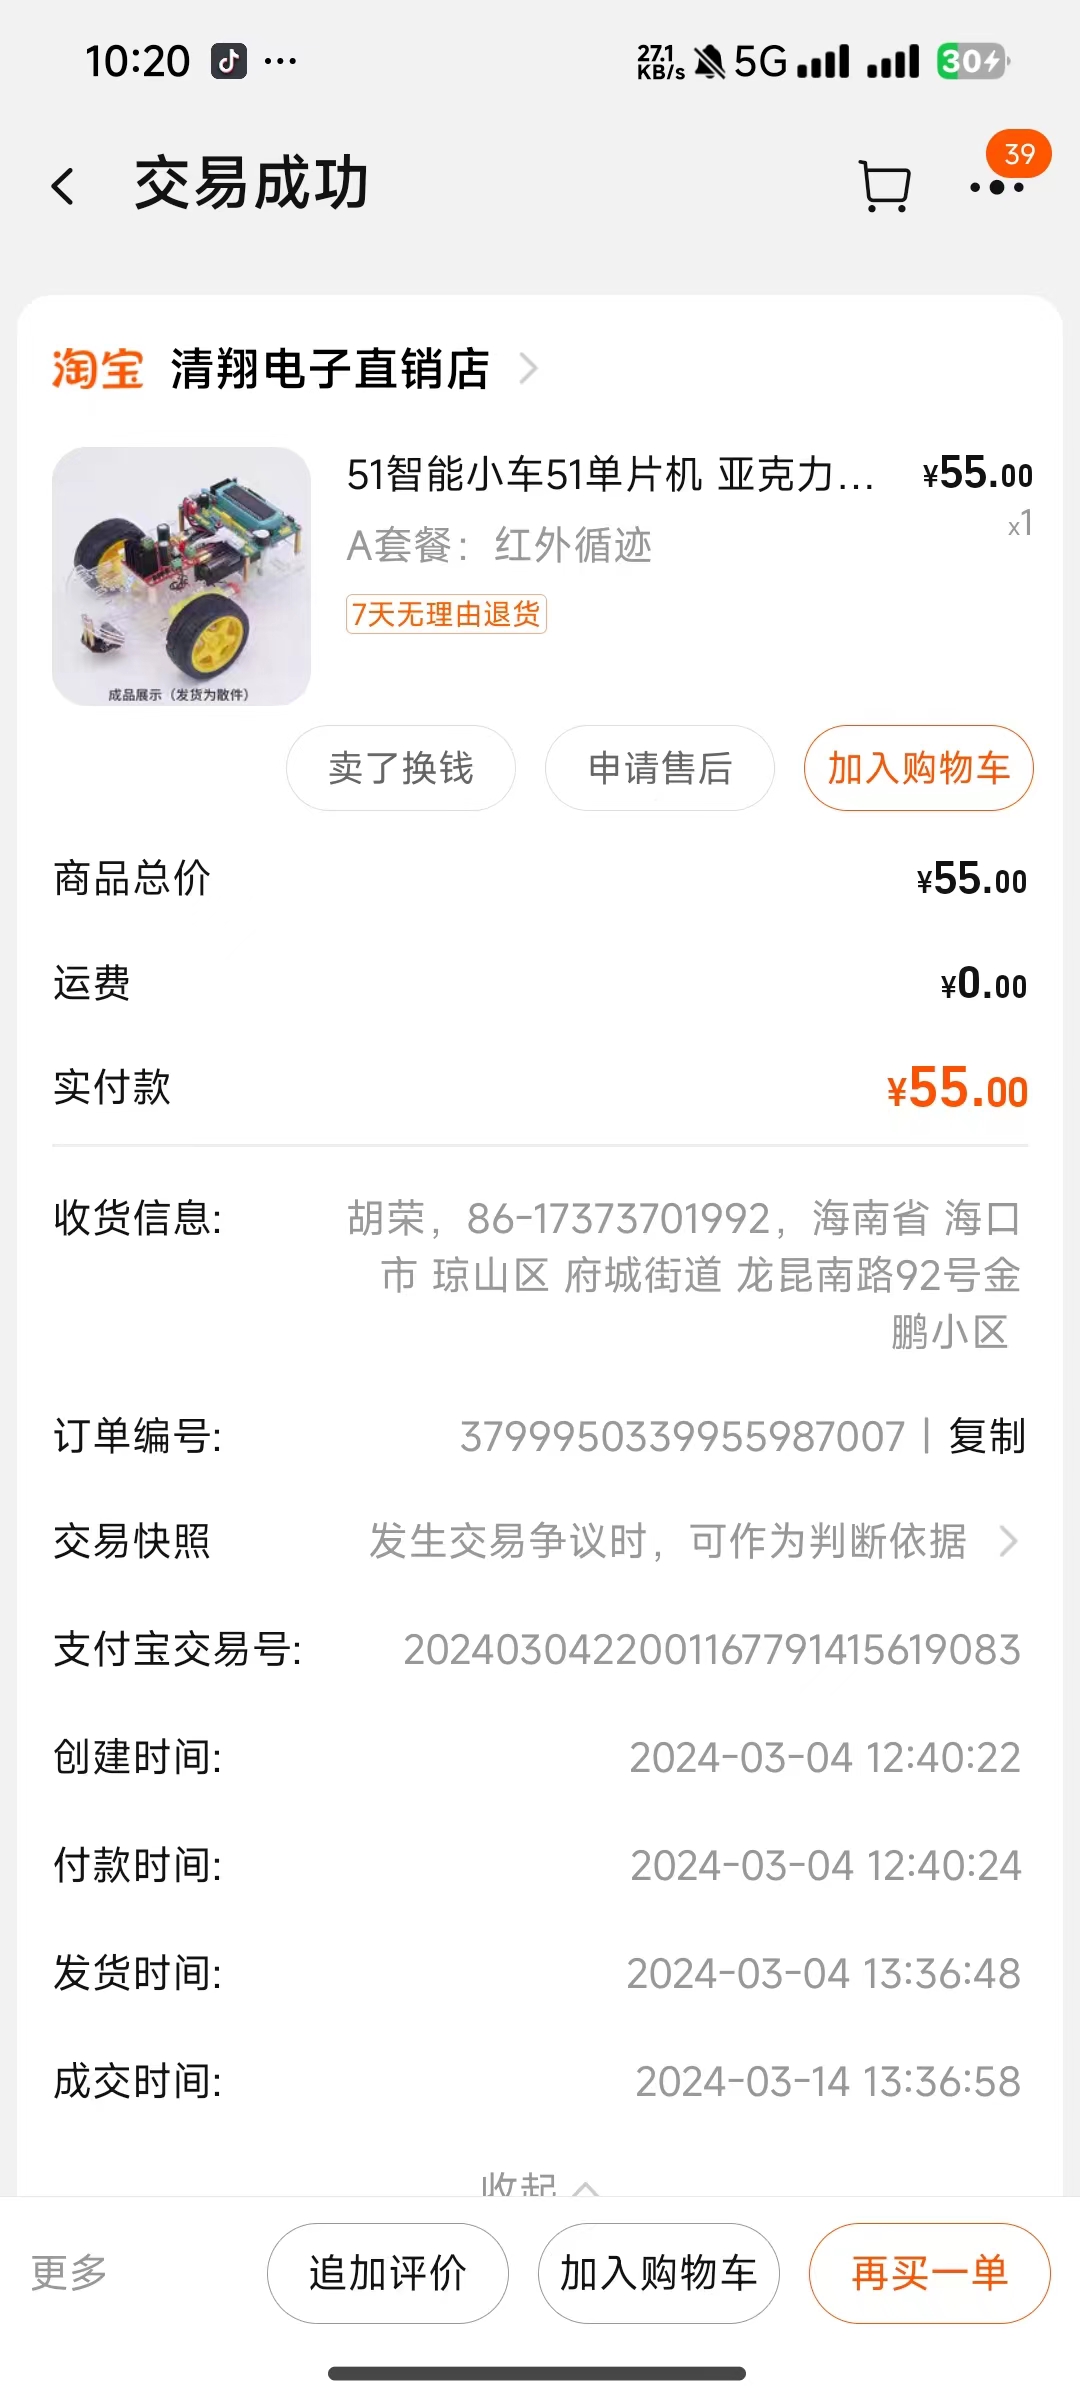 10:20 ...
27.1 KB/s 5G 30
交易成功
39
淘宝 清翔电子直销店
51智能小车51单片机 亚克力... ¥55.00
A套餐：红外循迹 x1
7天无理由退货
成品展示（发货为散件）
卖了换钱 申请售后 加入购物车
商品总价 ¥55.00
运费 ¥0.00
实付款 ¥55.00
收货信息: 胡荣，86-17373701992，海南省 海口
市 琼山区 府城街道 龙昆南路92号金
鹏小区
订单编号: 3799950339955987007 | 复制
交易快照 发生交易争议时，可作为判断依据
支付宝交易号: 2024030422001167791415619083
创建时间: 2024-03-04 12:40:22
付款时间: 2024-03-04 12:40:24
发货时间: 2024-03-04 13:36:48
成交时间: 2024-03-14 13:36:58
收起
更多 追加评价 加入购物车 再买一单